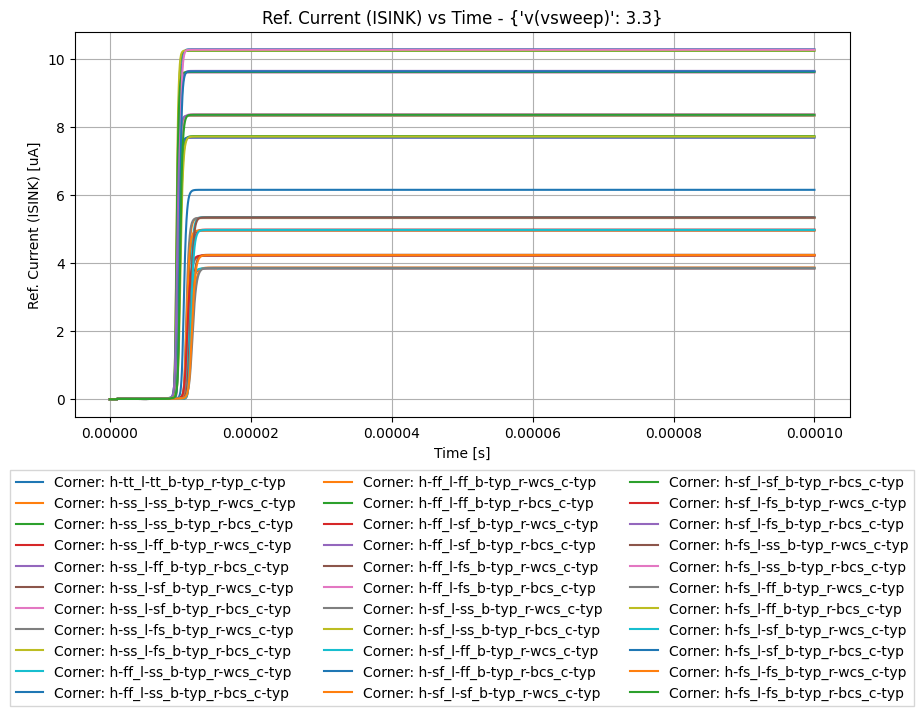 Ref. Current (ISINK) vs Time - {'v(vsweep)': 3.3}
Ref. Current (ISINK) [uA]
10
8
6
4
2
0
0.00000
0.00002
0.00004
0.00006
0.00008
0.00010
Time [s]
Corner: h-tt_l-tt_b-typ_r-typ_c-typ
Corner: h-ss_l-ss_b-typ_r-wcs_c-typ
Corner: h-ss_l-ss_b-typ_r-bcs_c-typ
Corner: h-ss_l-ff_b-typ_r-wcs_c-typ
Corner: h-ss_l-ff_b-typ_r-bcs_c-typ
Corner: h-ss_l-sf_b-typ_r-wcs_c-typ
Corner: h-ss_l-sf_b-typ_r-bcs_c-typ
Corner: h-ss_l-fs_b-typ_r-wcs_c-typ
Corner: h-ss_l-fs_b-typ_r-bcs_c-typ
Corner: h-ff_l-ss_b-typ_r-wcs_c-typ
Corner: h-ff_l-ss_b-typ_r-bcs_c-typ
Corner: h-ff_l-ff_b-typ_r-wcs_c-typ
Corner: h-ff_l-ff_b-typ_r-bcs_c-typ
Corner: h-ff_l-sf_b-typ_r-wcs_c-typ
Corner: h-ff_l-sf_b-typ_r-bcs_c-typ
Corner: h-ff_l-fs_b-typ_r-wcs_c-typ
Corner: h-ff_l-fs_b-typ_r-bcs_c-typ
Corner: h-sf_l-ss_b-typ_r-wcs_c-typ
Corner: h-sf_l-ss_b-typ_r-bcs_c-typ
Corner: h-sf_l-ff_b-typ_r-wcs_c-typ
Corner: h-sf_l-ff_b-typ_r-bcs_c-typ
Corner: h-sf_l-sf_b-typ_r-wcs_c-typ
Corner: h-sf_l-sf_b-typ_r-bcs_c-typ
Corner: h-sf_l-fs_b-typ_r-wcs_c-typ
Corner: h-sf_l-fs_b-typ_r-bcs_c-typ
Corner: h-fs_l-ss_b-typ_r-wcs_c-typ
Corner: h-fs_l-ss_b-typ_r-bcs_c-typ
Corner: h-fs_l-ff_b-typ_r-wcs_c-typ
Corner: h-fs_l-ff_b-typ_r-bcs_c-typ
Corner: h-fs_l-sf_b-typ_r-wcs_c-typ
Corner: h-fs_l-sf_b-typ_r-bcs_c-typ
Corner: h-fs_l-fs_b-typ_r-wcs_c-typ
Corner: h-fs_l-fs_b-typ_r-bcs_c-typ